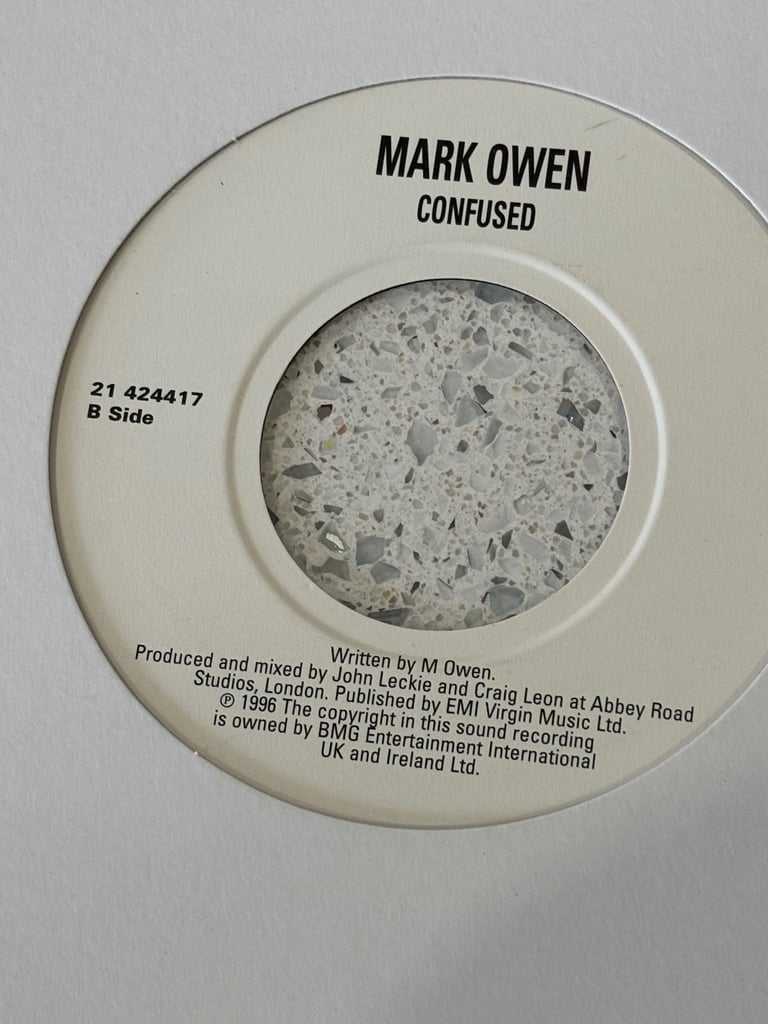 MARK OWEN
CONFUSED
21 424417
B Side
Written by M Owen.
Produced and mixed by John Leckie and Craig Leon at Abbey Road
Studios, London. Published by EMI Virgin Music Ltd.
℗ 1996 The copyright in this sound recording
is owned by BMG Entertainment International
UK and Ireland Ltd.